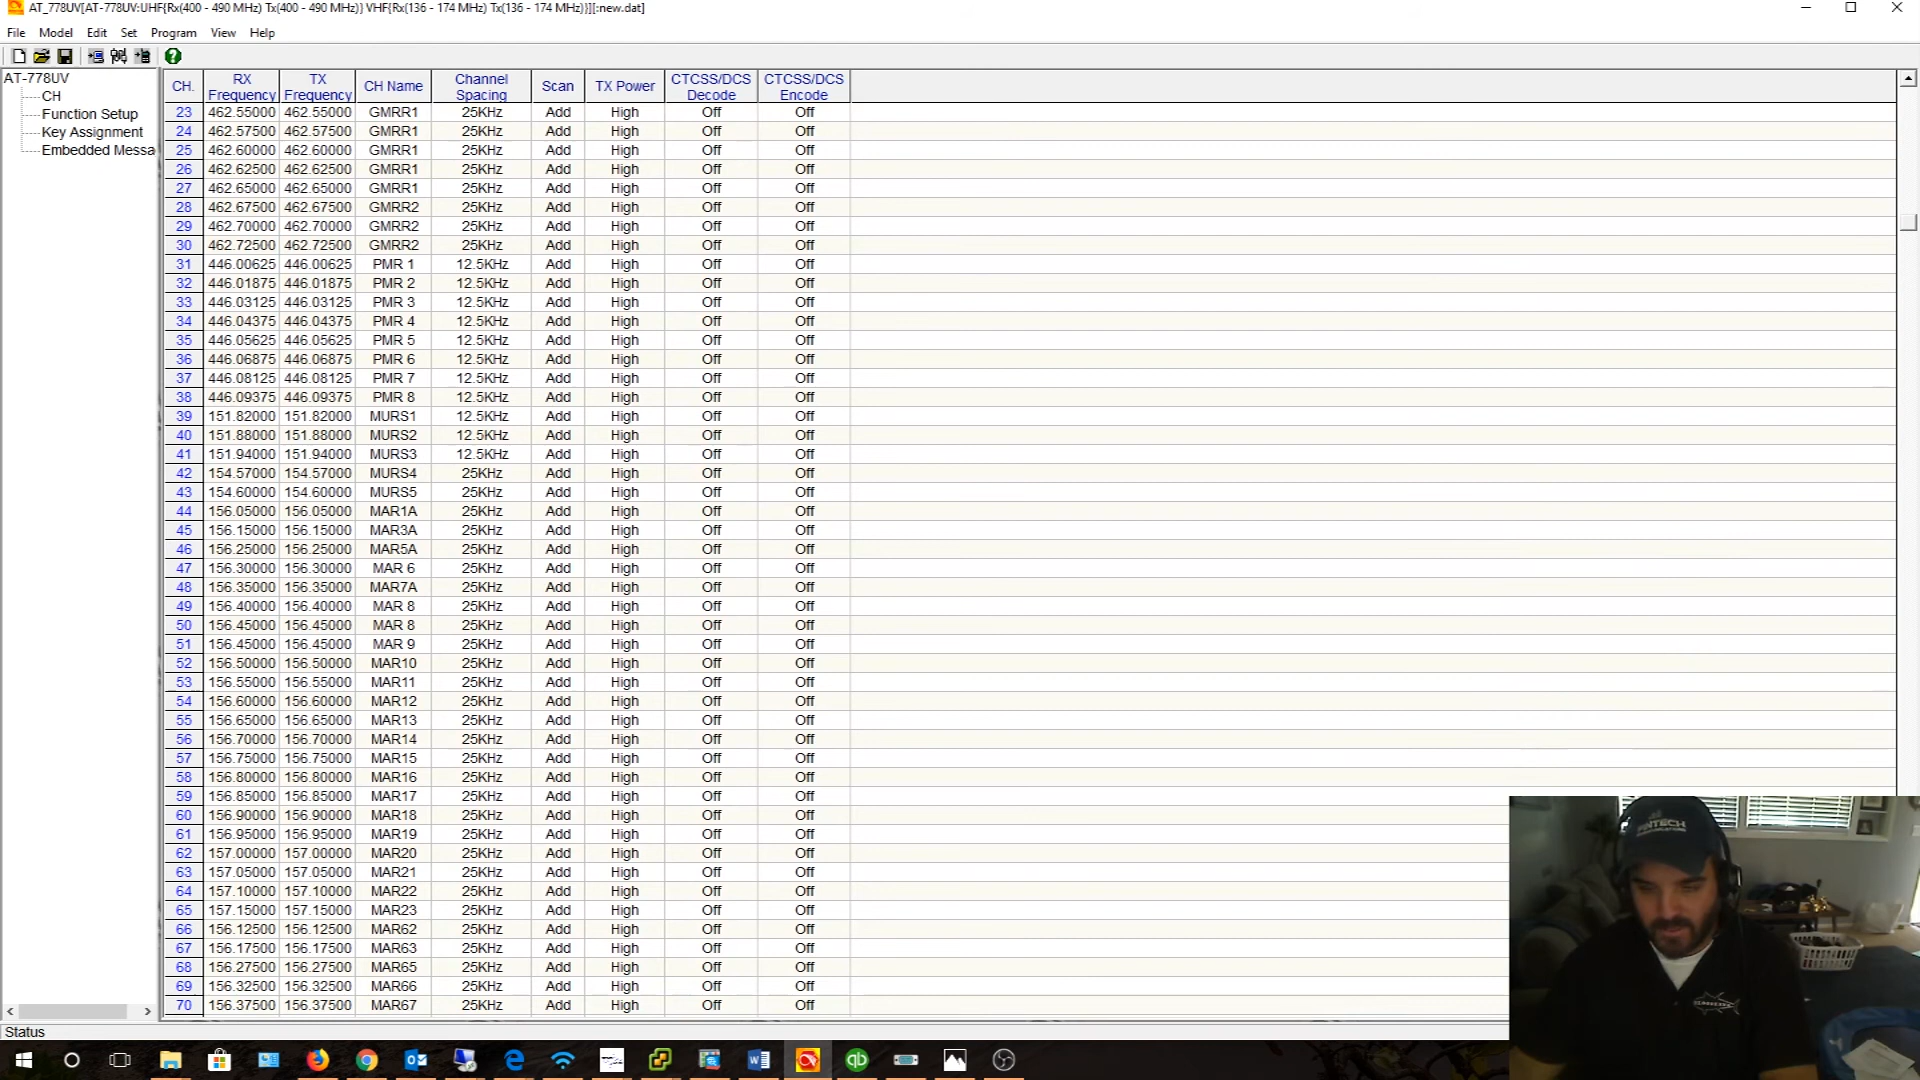 AT_778UV[AT-778UV:UHF{Rx(400 - 490 MHz) Tx(400 - 490 MHz)} VHF{Rx(136 - 174 MHz) Tx(136 - 174 MHz)}][:new.dat]
File Model Edit Set Program View Help
AT-778UV
CH
Function Setup
Key Assignment
Embedded Messa
CH. RX Frequency TX Frequency CH Name Channel Spacing Scan TX Power CTCSS/DCS Decode CTCSS/DCS Encode
23 462.55000 462.55000 GMRR1 25KHz Add High Off Off
24 462.57500 462.57500 GMRR1 25KHz Add High Off Off
25 462.60000 462.60000 GMRR1 25KHz Add High Off Off
26 462.62500 462.62500 GMRR1 25KHz Add High Off Off
27 462.65000 462.65000 GMRR1 25KHz Add High Off Off
28 462.67500 462.67500 GMRR2 25KHz Add High Off Off
29 462.70000 462.70000 GMRR2 25KHz Add High Off Off
30 462.72500 462.72500 GMRR2 25KHz Add High Off Off
31 446.00625 446.00625 PMR 1 12.5KHz Add High Off Off
32 446.01875 446.01875 PMR 2 12.5KHz Add High Off Off
33 446.03125 446.03125 PMR 3 12.5KHz Add High Off Off
34 446.04375 446.04375 PMR 4 12.5KHz Add High Off Off
35 446.05625 446.05625 PMR 5 12.5KHz Add High Off Off
36 446.06875 446.06875 PMR 6 12.5KHz Add High Off Off
37 446.08125 446.08125 PMR 7 12.5KHz Add High Off Off
38 446.09375 446.09375 PMR 8 12.5KHz Add High Off Off
39 151.82000 151.82000 MURS1 12.5KHz Add High Off Off
40 151.88000 151.88000 MURS2 12.5KHz Add High Off Off
41 151.94000 151.94000 MURS3 12.5KHz Add High Off Off
42 154.57000 154.57000 MURS4 25KHz Add High Off Off
43 154.60000 154.60000 MURS5 25KHz Add High Off Off
44 156.05000 156.05000 MAR1A 25KHz Add High Off Off
45 156.15000 156.15000 MAR3A 25KHz Add High Off Off
46 156.25000 156.25000 MAR5A 25KHz Add High Off Off
47 156.30000 156.30000 MAR 6 25KHz Add High Off Off
48 156.35000 156.35000 MAR7A 25KHz Add High Off Off
49 156.40000 156.40000 MAR 8 25KHz Add High Off Off
50 156.45000 156.45000 MAR 8 25KHz Add High Off Off
51 156.45000 156.45000 MAR 9 25KHz Add High Off Off
52 156.50000 156.50000 MAR10 25KHz Add High Off Off
53 156.55000 156.55000 MAR11 25KHz Add High Off Off
54 156.60000 156.60000 MAR12 25KHz Add High Off Off
55 156.65000 156.65000 MAR13 25KHz Add High Off Off
56 156.70000 156.70000 MAR14 25KHz Add High Off Off
57 156.75000 156.75000 MAR15 25KHz Add High Off Off
58 156.80000 156.80000 MAR16 25KHz Add High Off Off
59 156.85000 156.85000 MAR17 25KHz Add High Off Off
60 156.90000 156.90000 MAR18 25KHz Add High Off Off
61 156.95000 156.95000 MAR19 25KHz Add High Off Off
62 157.00000 157.00000 MAR20 25KHz Add High Off Off
63 157.05000 157.05000 MAR21 25KHz Add High Off Off
64 157.10000 157.10000 MAR22 25KHz Add High Off Off
65 157.15000 157.15000 MAR23 25KHz Add High Off Off
66 156.12500 156.12500 MAR62 25KHz Add High Off Off
67 156.17500 156.17500 MAR63 25KHz Add High Off Off
68 156.27500 156.27500 MAR65 25KHz Add High Off Off
69 156.32500 156.32500 MAR66 25KHz Add High Off Off
70 156.37500 156.37500 MAR67 25KHz Add High Off Off
Status